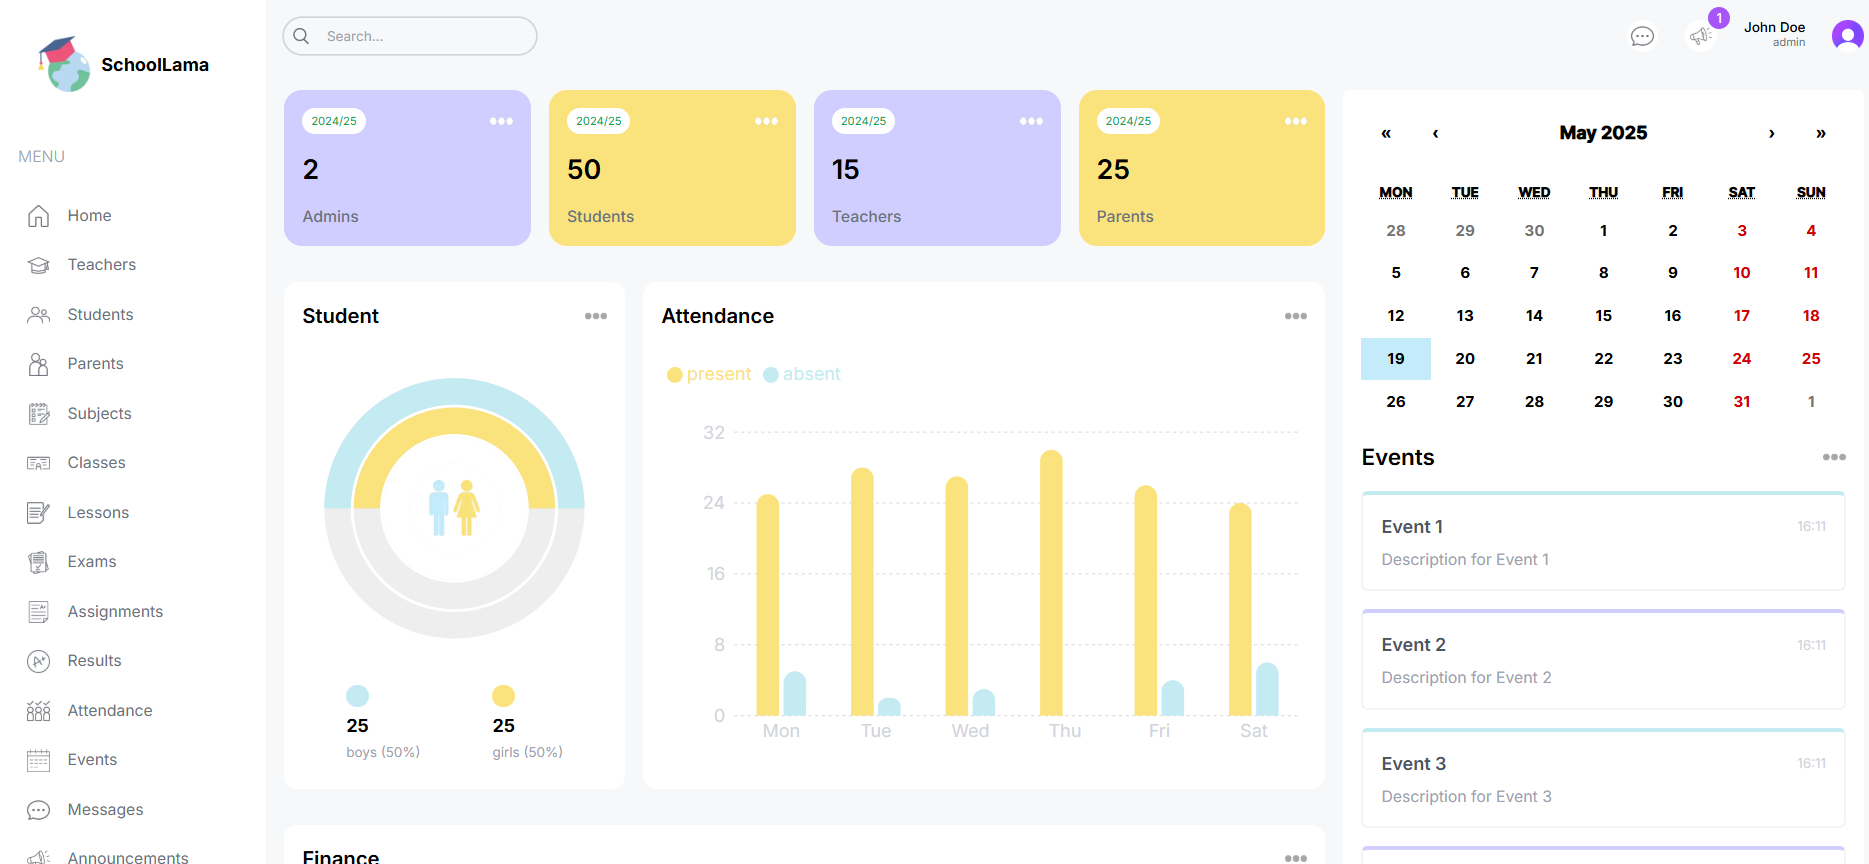 SchoolLama
MENU
Home
Teachers
Students
Parents
Subjects
Classes
Lessons
Exams
Assignments
Results
Attendance
Events
Messages
Announcements
Search...
1
John Doe
admin
2024/25
2
Admins
2024/25
50
Students
2024/25
15
Teachers
2024/25
25
Parents
Student
25
boys (50%)
25
girls (50%)
Attendance
present absent
32
24
16
8
0
Mon Tue Wed Thu Fri Sat
Finance
« ‹ May 2025 › »
MON TUE WED THU FRI SAT SUN
28 29 30 1 2 3 4
5 6 7 8 9 10 11
12 13 14 15 16 17 18
19 20 21 22 23 24 25
26 27 28 29 30 31 1
Events
Event 1 16:11
Description for Event 1
Event 2 16:11
Description for Event 2
Event 3 16:11
Description for Event 3